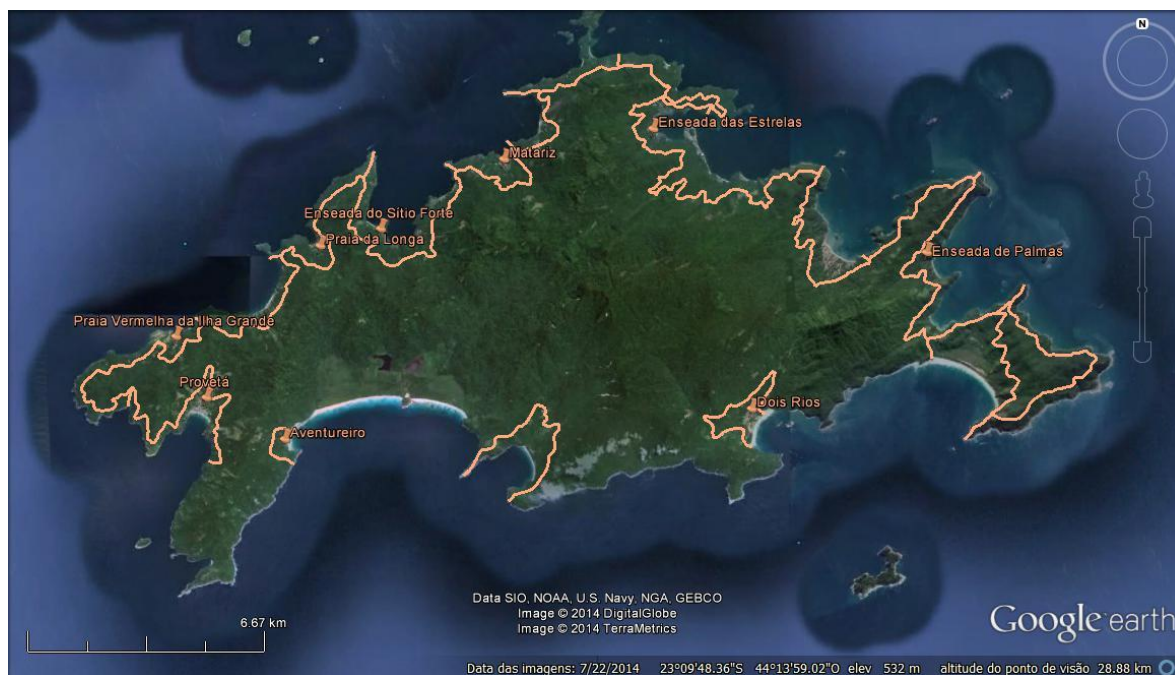 N
Enseada das Estrelas
Matariz
Enseada do Sítio Forte
Praia da Longa
Enseada de Palmas
Praia Vermelha da Ilha Grande
Provetá
Dois Rios
Aventureiro
Data SIO, NOAA, U.S. Navy, NGA, GEBCO
Image © 2014 DigitalGlobe
Image © 2014 TerraMetrics
6.67 km
Google earth
Data das imagens: 7/22/2014 23°09'48.36"S 44°13'59.02"O elev 532 m altitude do ponto de visão 28.88 km